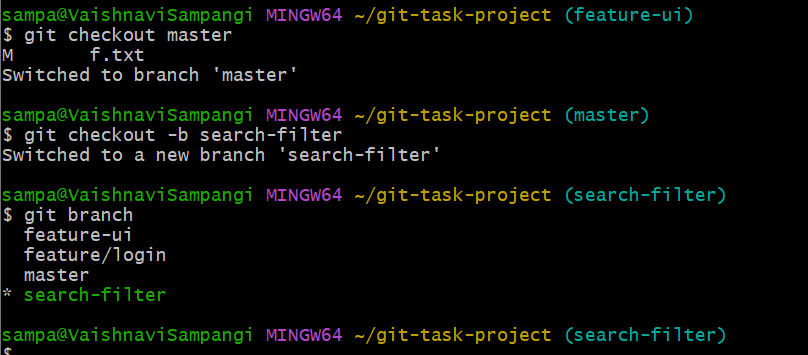 sampa@VaishnaviSampangi MINGW64 ~/git-task-project (feature-ui)
$ git checkout master
M       f.txt
Switched to branch 'master'

sampa@VaishnaviSampangi MINGW64 ~/git-task-project (master)
$ git checkout -b search-filter
Switched to a new branch 'search-filter'

sampa@VaishnaviSampangi MINGW64 ~/git-task-project (search-filter)
$ git branch
  feature-ui
  feature/login
  master
* search-filter

sampa@VaishnaviSampangi MINGW64 ~/git-task-project (search-filter)
$